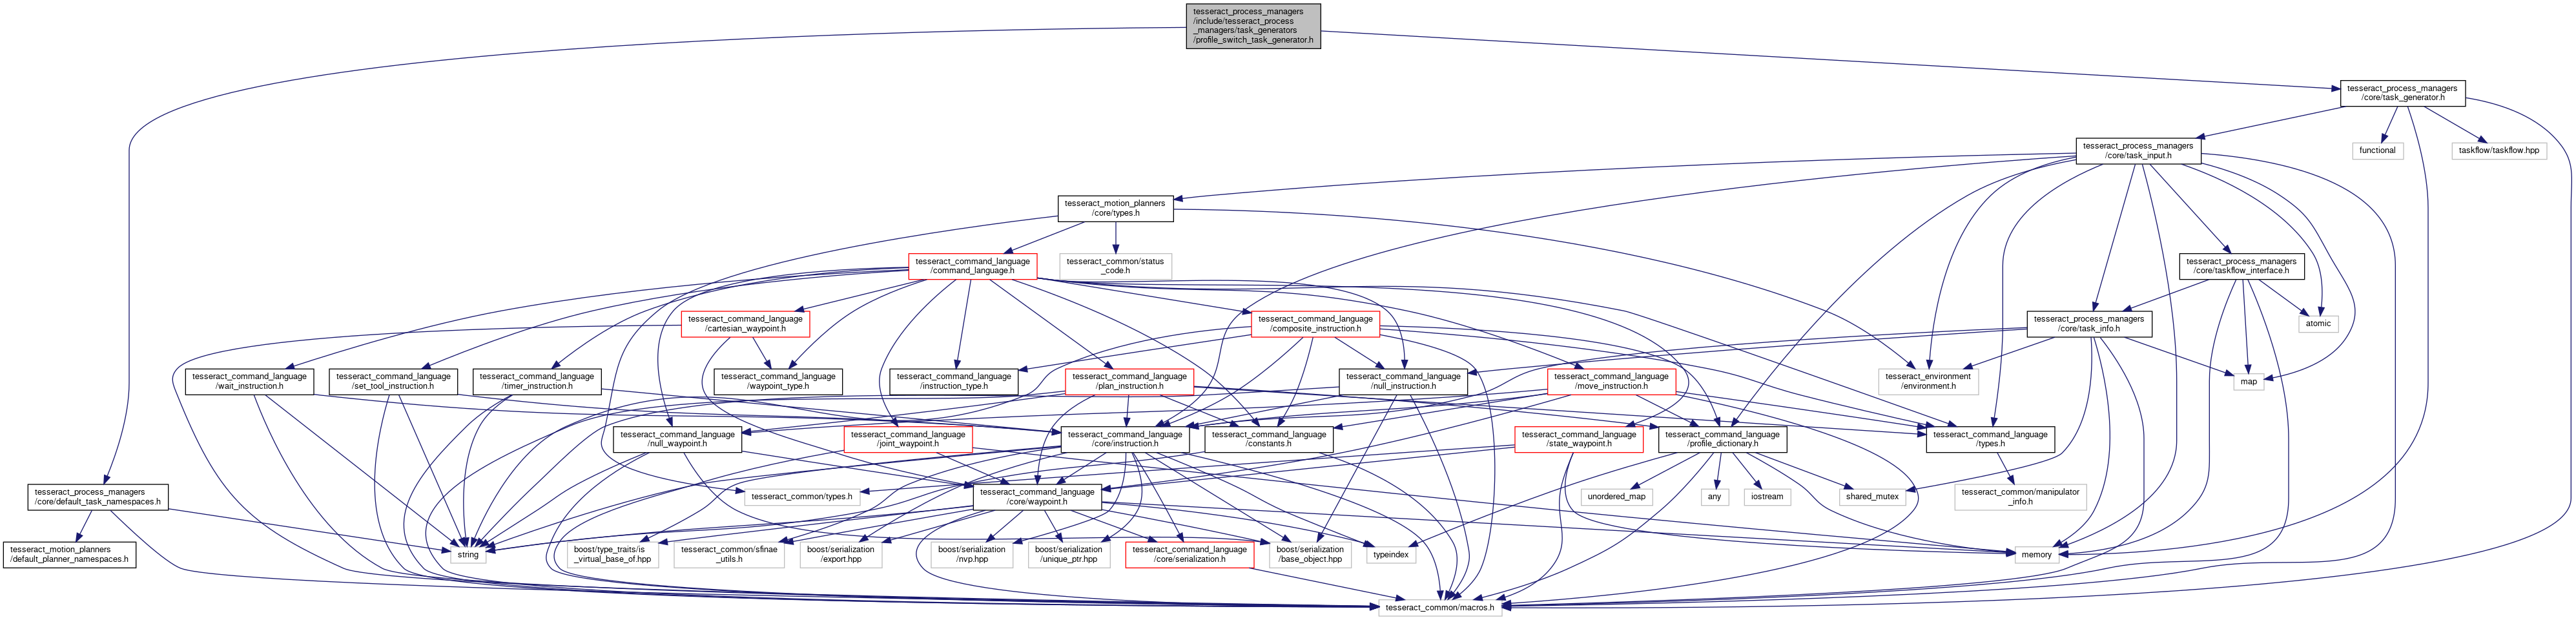 tesseract_process_managers
/include/tesseract_process
_managers/task_generators
/profile_switch_task_generator.h
tesseract_process_managers
/core/task_generator.h
tesseract_process_managers
/core/task_input.h
functional
taskflow/taskflow.hpp
tesseract_motion_planners
/core/types.h
tesseract_command_language
/command_language.h
tesseract_common/status
_code.h
tesseract_process_managers
/core/taskflow_interface.h
tesseract_command_language
/cartesian_waypoint.h
tesseract_command_language
/composite_instruction.h
tesseract_process_managers
/core/task_info.h
atomic
tesseract_command_language
/wait_instruction.h
tesseract_command_language
/set_tool_instruction.h
tesseract_command_language
/timer_instruction.h
tesseract_command_language
/waypoint_type.h
tesseract_command_language
/instruction_type.h
tesseract_command_language
/plan_instruction.h
tesseract_command_language
/null_instruction.h
tesseract_command_language
/move_instruction.h
tesseract_environment
/environment.h
map
tesseract_command_language
/null_waypoint.h
tesseract_command_language
/joint_waypoint.h
tesseract_command_language
/core/instruction.h
tesseract_command_language
/constants.h
tesseract_command_language
/state_waypoint.h
tesseract_command_language
/profile_dictionary.h
tesseract_command_language
/types.h
tesseract_process_managers
/core/default_task_namespaces.h
tesseract_common/types.h
tesseract_command_language
/core/waypoint.h
unordered_map
any
iostream
shared_mutex
tesseract_common/manipulator
_info.h
tesseract_motion_planners
/default_planner_namespaces.h
string
boost/type_traits/is
_virtual_base_of.hpp
tesseract_common/sfinae
_utils.h
boost/serialization
/export.hpp
boost/serialization
/nvp.hpp
boost/serialization
/unique_ptr.hpp
tesseract_command_language
/core/serialization.h
boost/serialization
/base_object.hpp
typeindex
memory
tesseract_common/macros.h